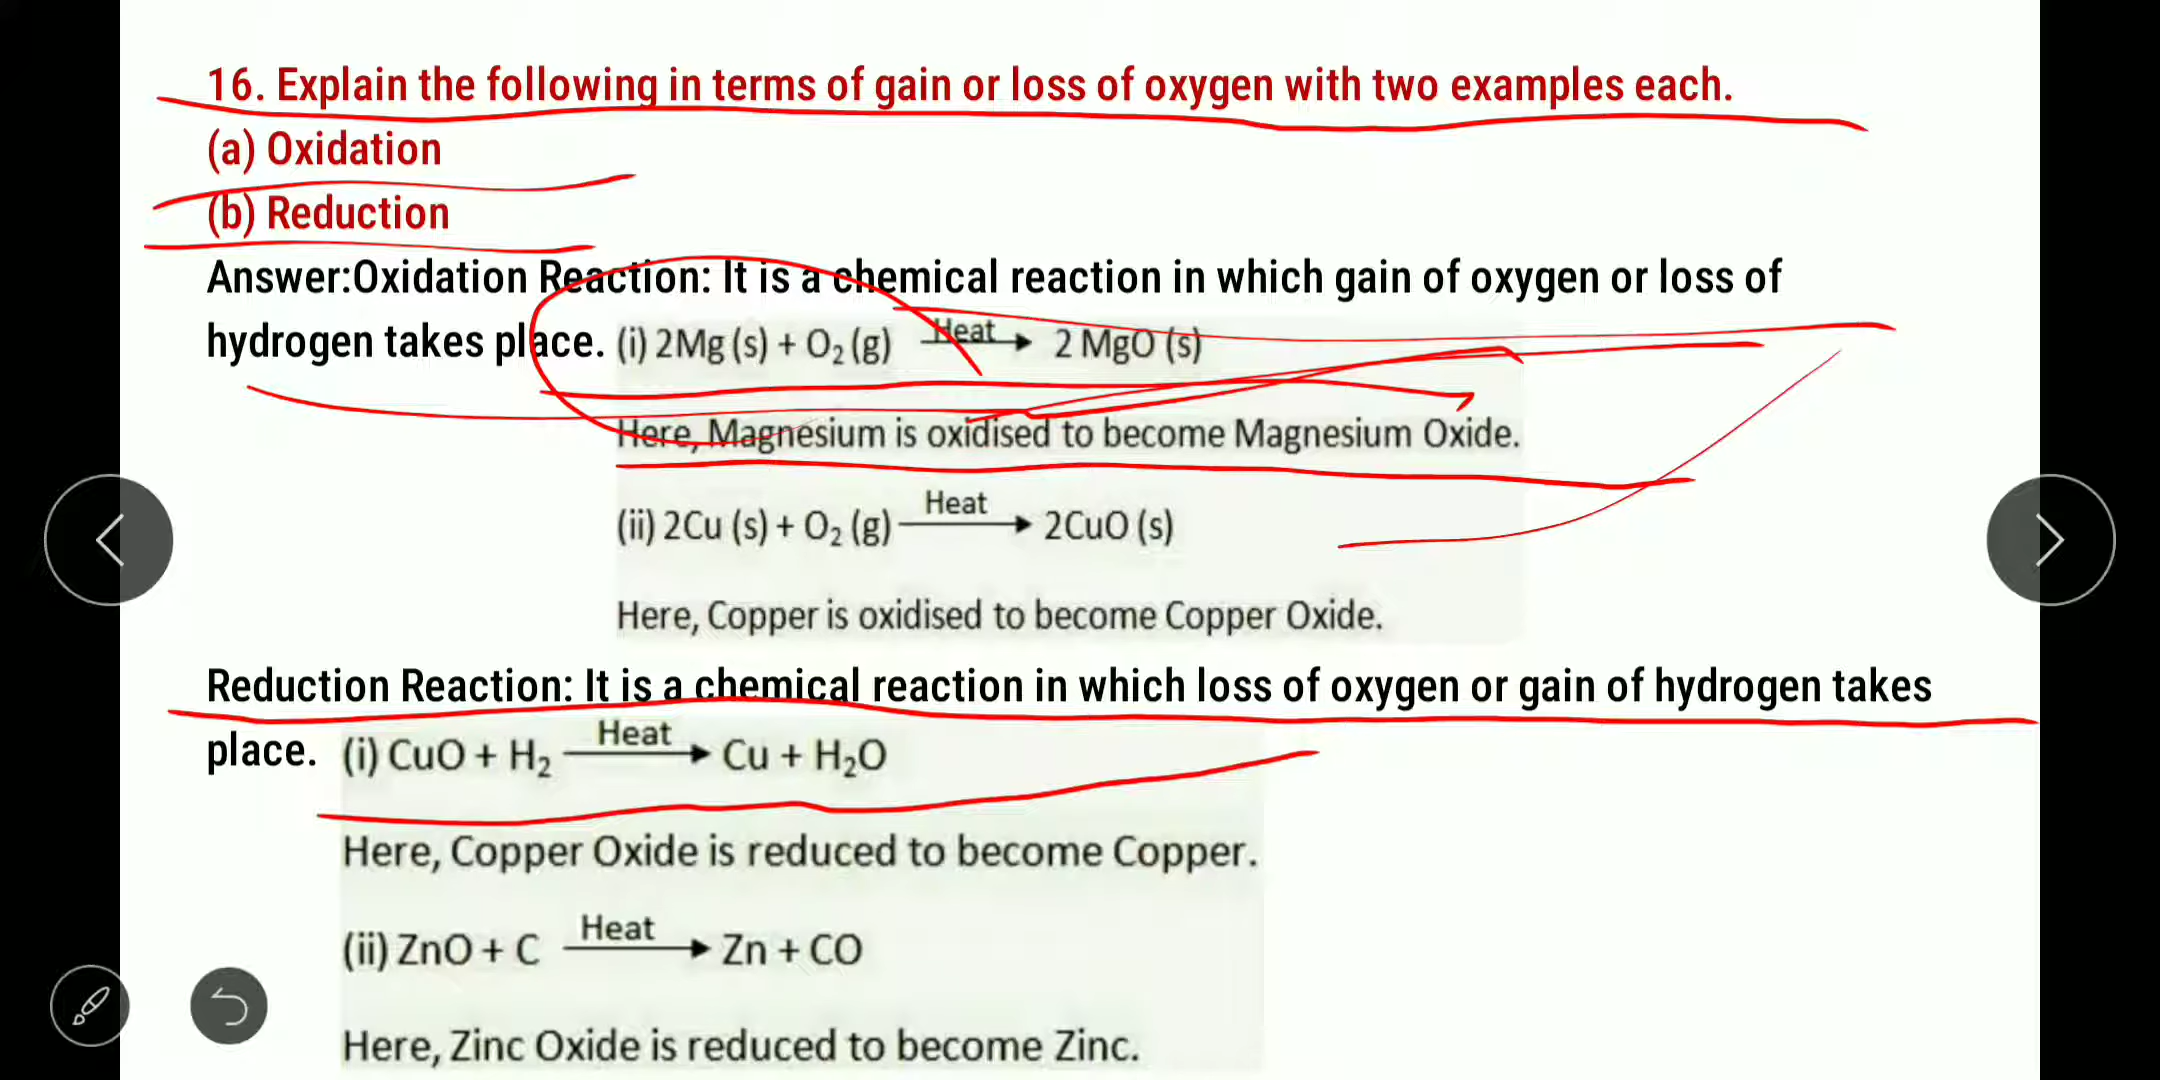 16. Explain the following in terms of gain or loss of oxygen with two examples each.
(a) Oxidation
(b) Reduction
Answer:Oxidation Reaction: It is a chemical reaction in which gain of oxygen or loss of
hydrogen takes place. (i) 2Mg (s) + O₂ (g) Heat → 2 MgO (s)
Here, Magnesium is oxidised to become Magnesium Oxide.
(ii) 2Cu (s) + O₂ (g) Heat → 2CuO (s)
Here, Copper is oxidised to become Copper Oxide.
Reduction Reaction: It is a chemical reaction in which loss of oxygen or gain of hydrogen takes
place. (i) CuO + H₂ Heat → Cu + H₂O
Here, Copper Oxide is reduced to become Copper.
(ii) ZnO + C Heat → Zn + CO
Here, Zinc Oxide is reduced to become Zinc.